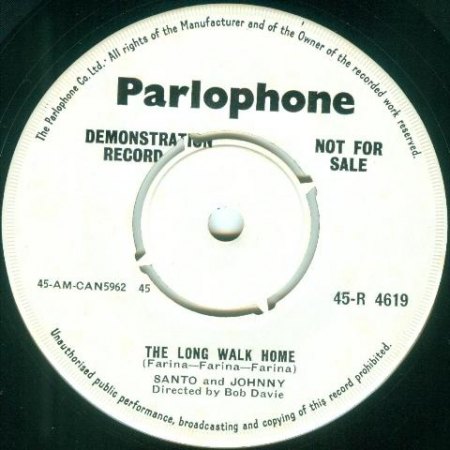 The Parlophone Co. Ltd.· All rights of the Manufacturer and of the Owner of the recorded work reserved.
Parlophone
DEMONSTRATION
RECORD
NOT FOR
SALE
45-AM-CAN5962 45
45-R 4619
THE LONG WALK HOME
(Farina—Farina—Farina)
SANTO and JOHNNY
Directed by Bob Davie
Unauthorised public performance, broadcasting and copying of this record prohibited.